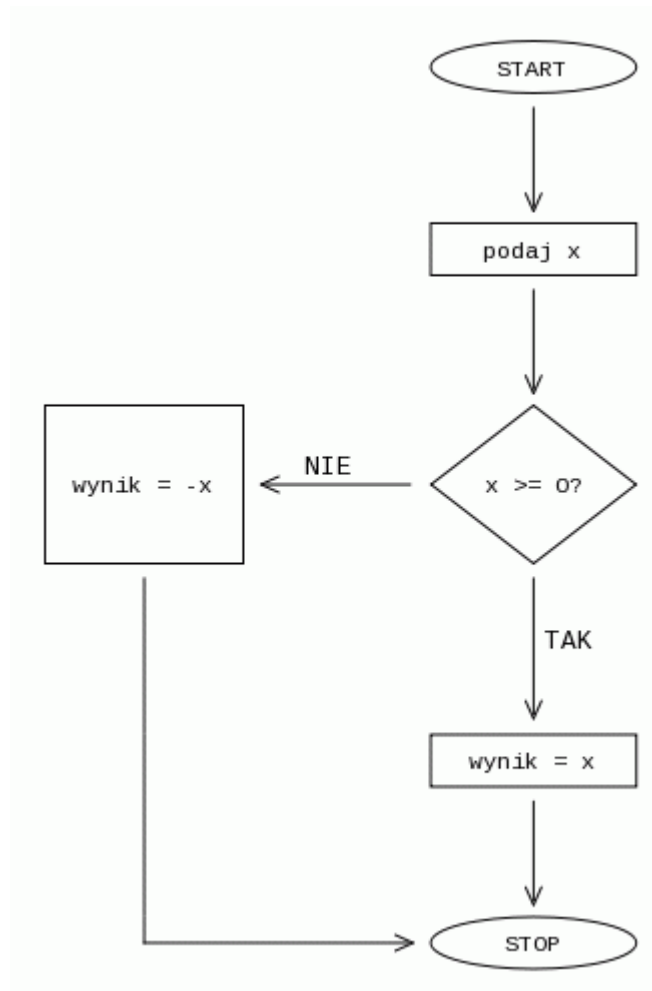 START
podaj x
x >= 0?
NIE
wynik = -x
TAK
wynik = x
STOP